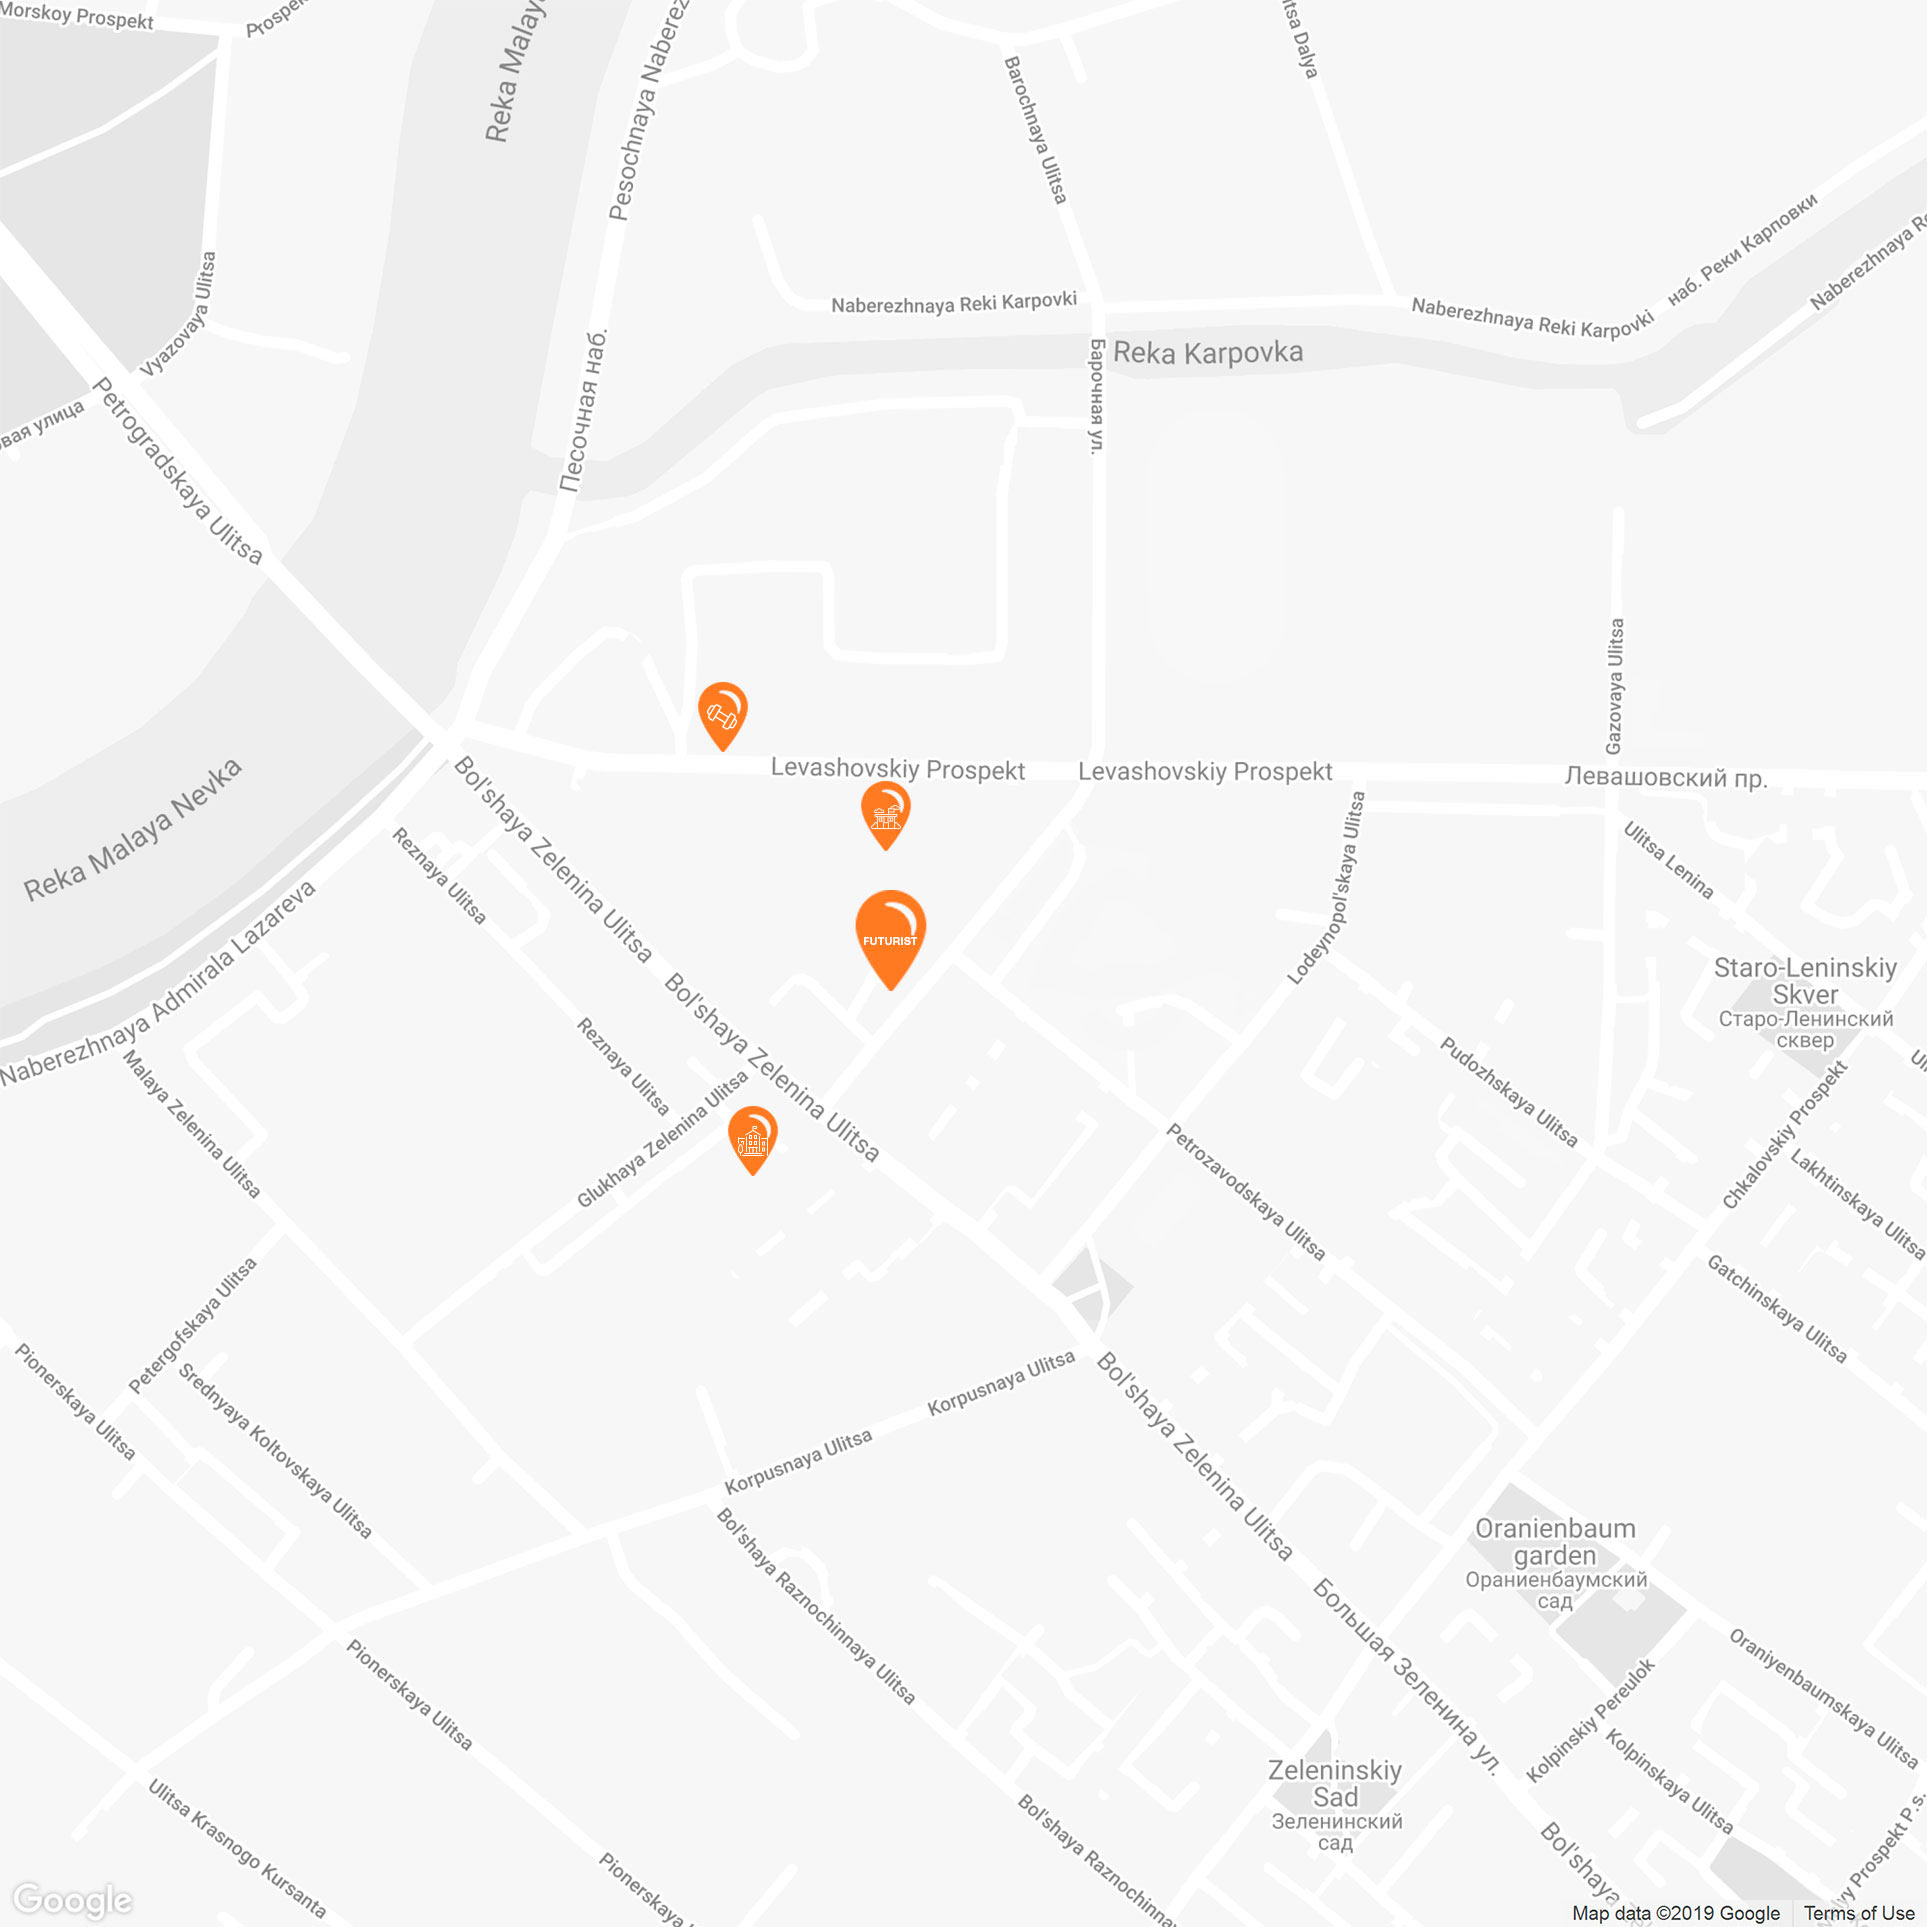 Morskoy Prospekt
Prospekt
Reka Malaya
Pesochnaya
Barochnaya Ulitsa
Dalya
Vyazovaya Ulitsa
улица
Petrogradskaya Ulitsa
Песочная наб.
Naberezhnaya Reki Karpovki
Naberezhnaya Reki Karpovki
наб. Реки Карповки
Naberezhnaya
Барочная ул.
Reka Karpovka
Gazovaya Ulitsa
Levashovskiy Prospekt
Levashovskiy Prospekt
Левашовский пр.
Reka Malaya Nevka
Bol'shaya Zelenina Ulitsa
Reznaya Ulitsa
Naberezhnaya Admirala Lazareva
FUTURIST
Lodeynopol'skaya Ulitsa
Ulitsa Lenina
Staro-Leninskiy
Skver
Старо-Ленинский
сквер
Bol'shaya Zelenina Ulitsa
Reznaya Ulitsa
Malaya Zelenina Ulitsa
Glukhaya Zelenina Ulitsa
Pudozhskaya Ulitsa
Chkalovskiy Prospekt
Petrozavodskaya Ulitsa
Lakhtinskaya Ulitsa
Gatchinskaya Ulitsa
Petergofskaya Ulitsa
Pionerskaya Ulitsa
Srednyaya Koltovskaya Ulitsa
Korpusnaya Ulitsa
Korpusnaya Ulitsa
Bol'shaya Zelenina Ulitsa
Bol'shaya Raznochinnaya Ulitsa
Oranienbaum
garden
Ораниенбаумский
сад
Большая Зеленина ул.
Oraniyenbaumskaya Ulitsa
Kolpinskiy Pereulok
Kolpinskaya Ulitsa
Pionerskaya Ulitsa
Zeleninskiy
Sad
Зеленинский
сад
Ulitsa Krasnogo Kursanta
Pionerskaya
Bol'shaya Raznochinnaya
Bol'shaya
Prospekt P.s.
Google
Map data ©2019 Google
Terms of Use